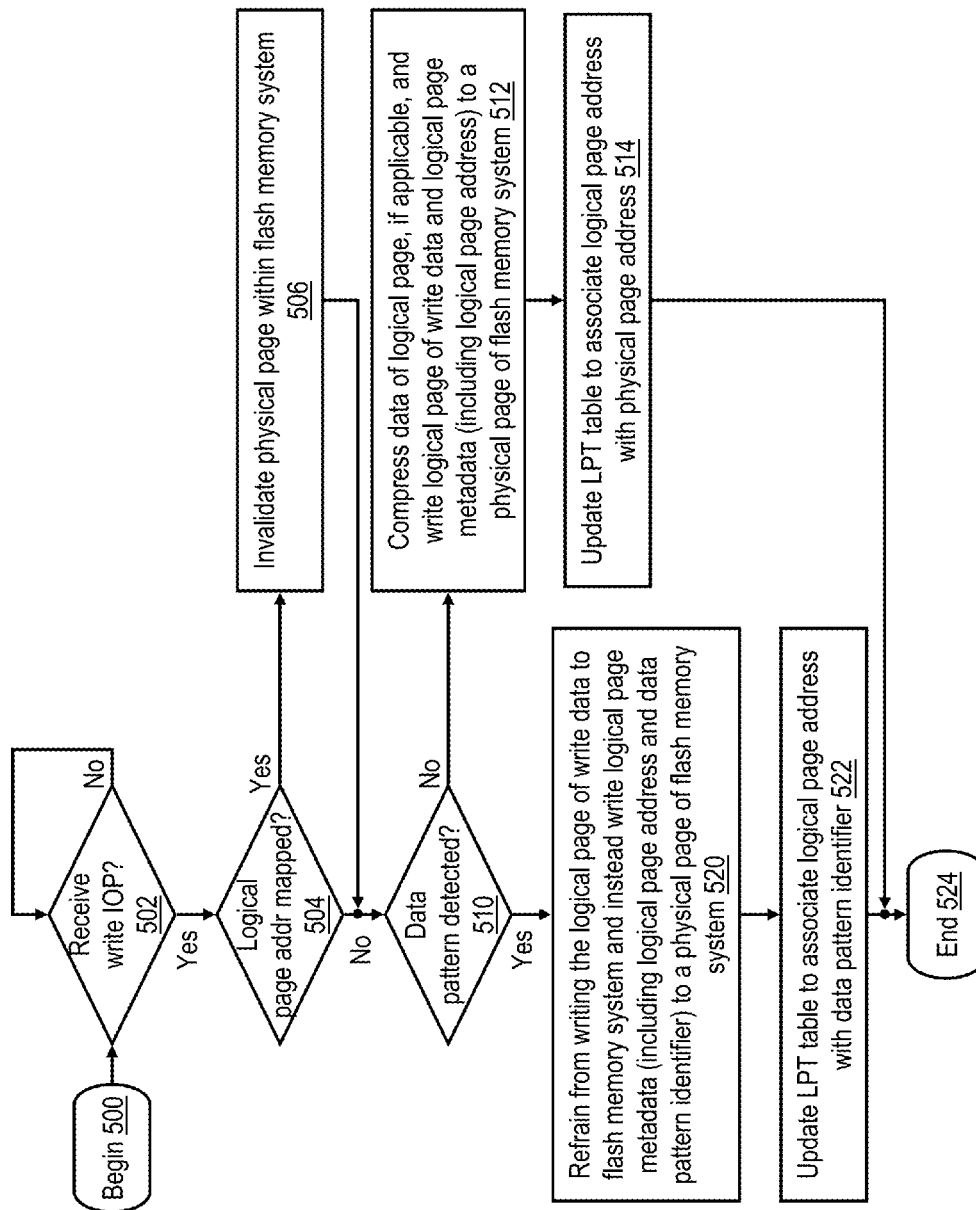 Begin 500
Receive
write IOP?
502
No
Yes
Logical
page addr mapped?
504
Yes
No
Invalidate physical page within flash memory system
506
Data
pattern detected?
510
No
Yes
Compress data of logical page, if applicable, and
write logical page of write data and logical page
metadata (including logical page address) to a
physical page of flash memory system 512
Update LPT table to associate logical page address
with physical page address 514
Refrain from writing the logical page of write data to
flash memory system and instead write logical page
metadata (including logical page address and data
pattern identifier) to a physical page of flash memory
system 520
Update LPT table to associate logical page address
with data pattern identifier 522
End 524